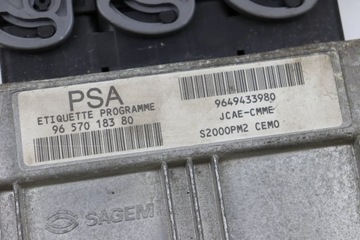 PSA
ETIQUETTE PROGRAMME
96 570 183 80
9649433980
JCAE-CMME
S2000PM2 CEMO
SAGEM